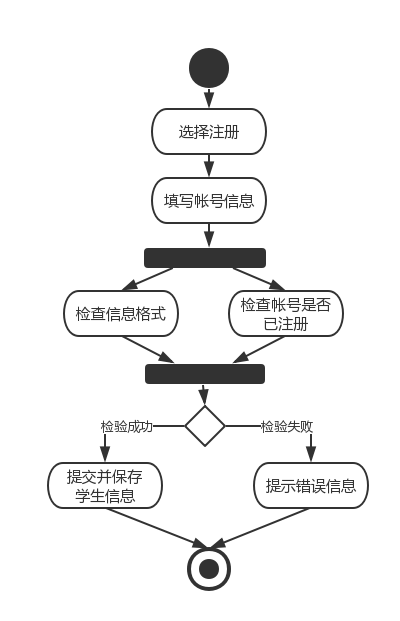 选择注册
填写帐号信息
检查信息格式
检查帐号是否
已注册
检验成功
检验失败
提交并保存
学生信息
提示错误信息